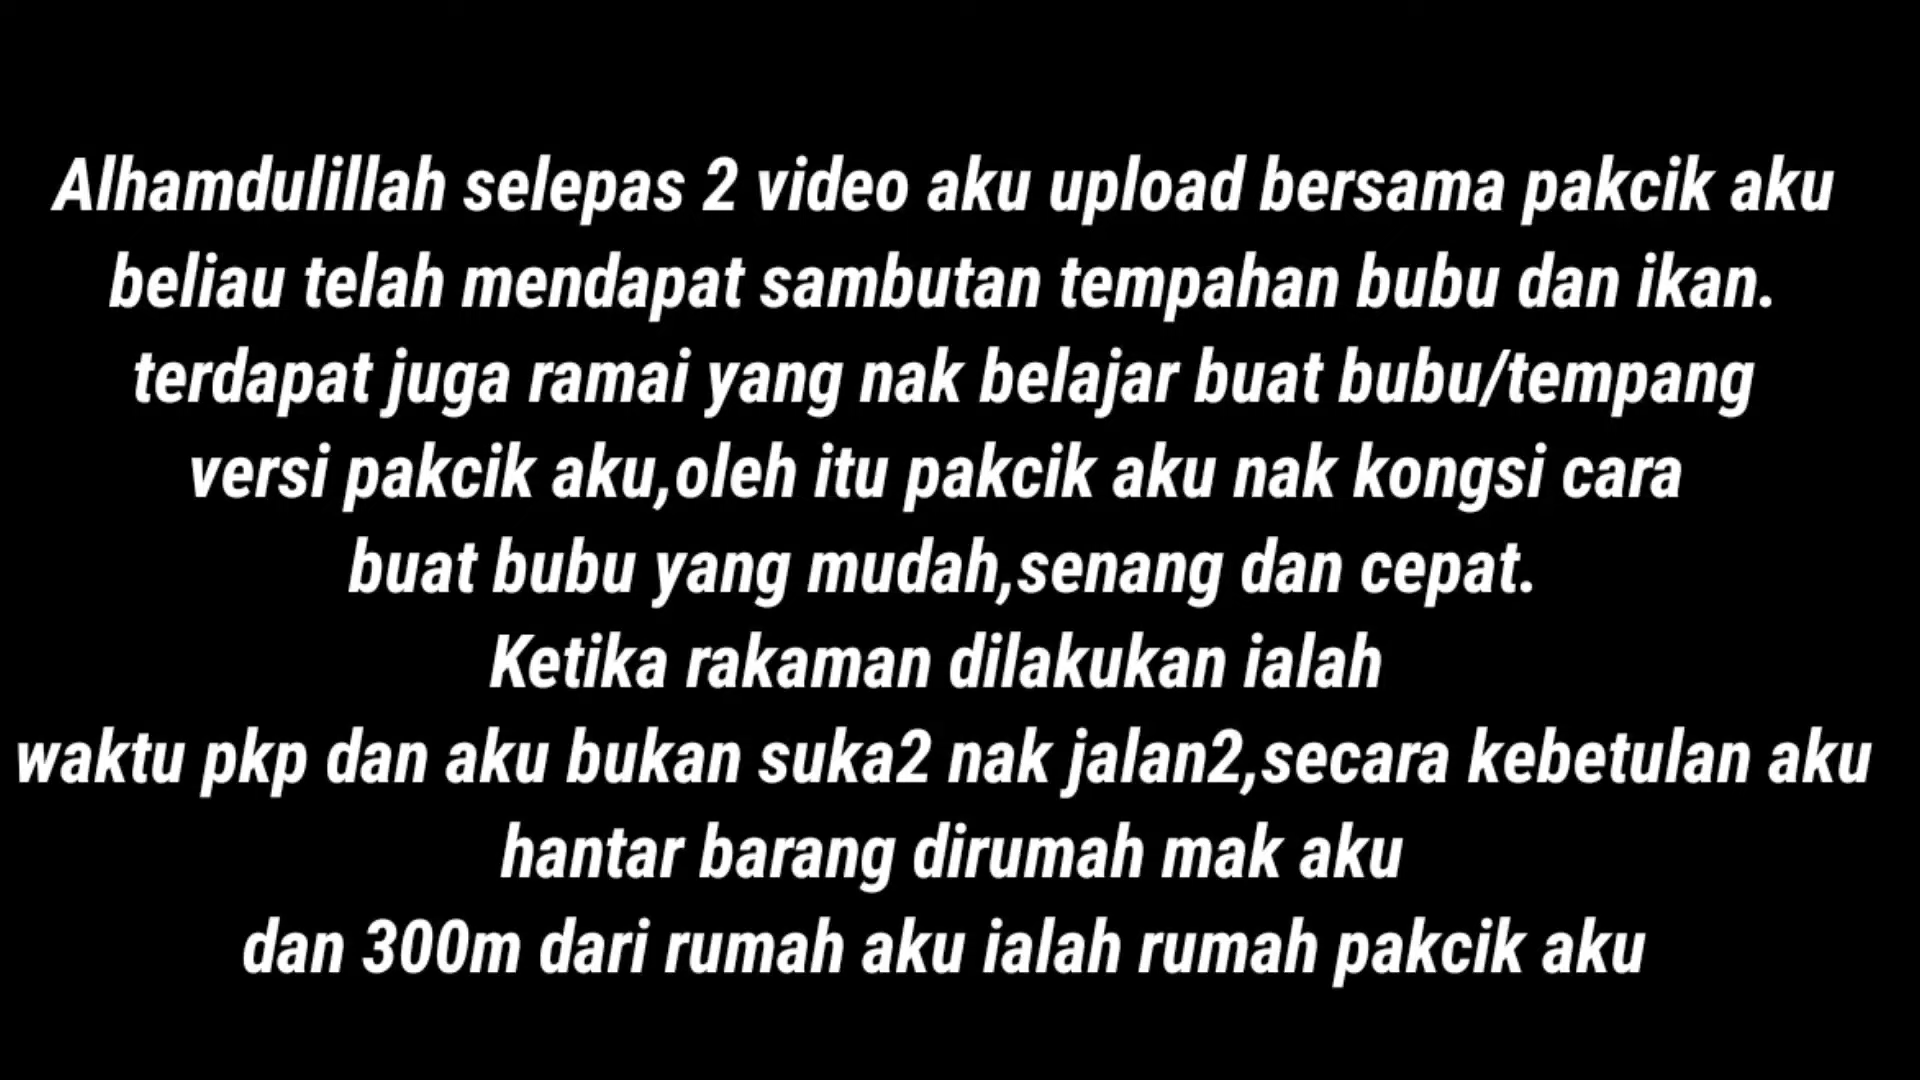 Alhamdulillah selepas 2 video aku upload bersama pakcik aku
beliau telah mendapat sambutan tempahan bubu dan ikan.
terdapat juga ramai yang nak belajar buat bubu/tempang
versi pakcik aku,oleh itu pakcik aku nak kongsi cara
buat bubu yang mudah,senang dan cepat.
Ketika rakaman dilakukan ialah
waktu pkp dan aku bukan suka2 nak jalan2,secara kebetulan aku
hantar barang dirumah mak aku
dan 300m dari rumah aku ialah rumah pakcik aku